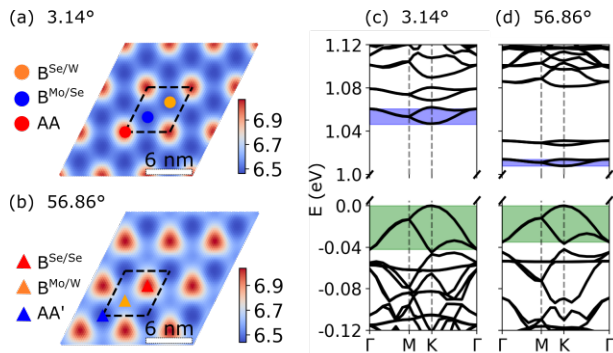 (a) 3.14°
B^Se/W
B^Mo/Se
AA
6 nm
6.9
6.7
6.5
(b) 56.86°
B^Se/Se
B^Mo/W
AA'
6 nm
6.9
6.7
6.5
(c) 3.14°
(d) 56.86°
E (eV)
1.12
1.08
1.04
1.0
0.0
-0.04
-0.08
-0.12
Γ M K Γ
Γ M K Γ